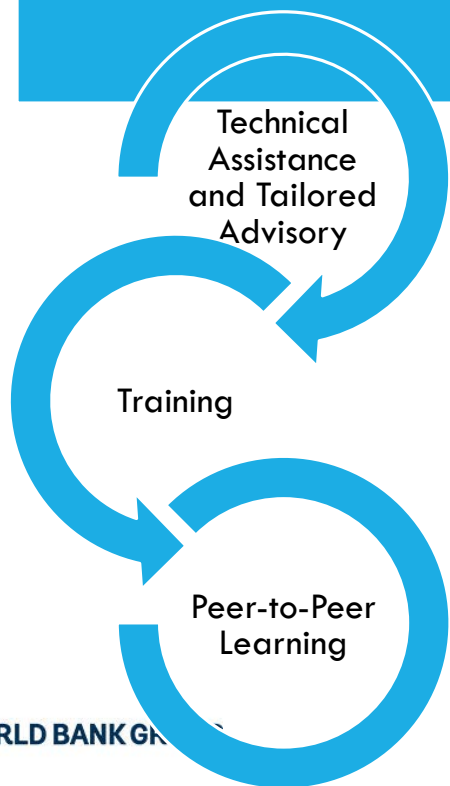 Technical
Assistance
and Tailored
Advisory
Training
Peer-to-Peer
Learning
BANK